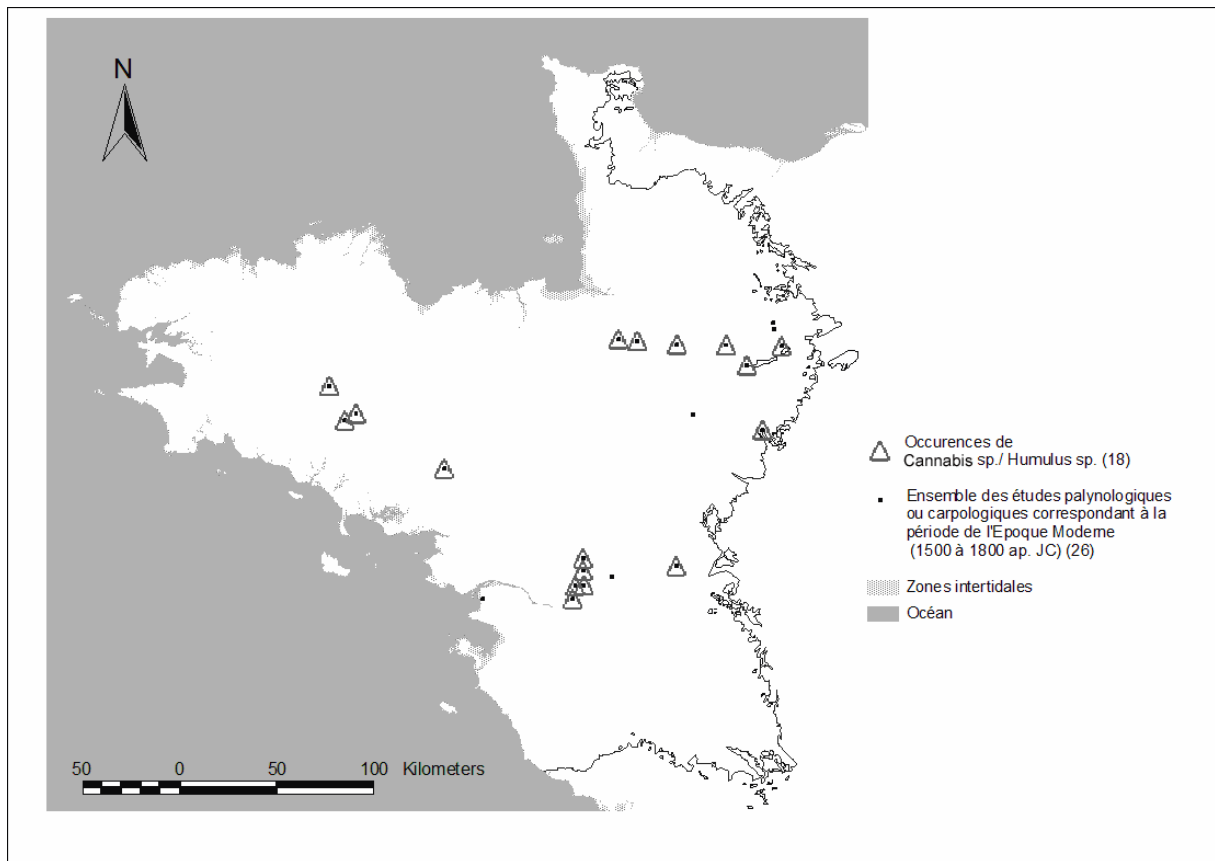 N
Occurences de
Cannabis sp./ Humulus sp. (18)
Ensemble des études palynologiques
ou carpologiques correspondant à la
période de l'Epoque Moderne
(1500 à 1800 ap. JC) (26)
Zones intertidales
Océan
50 0 50 100 Kilometers